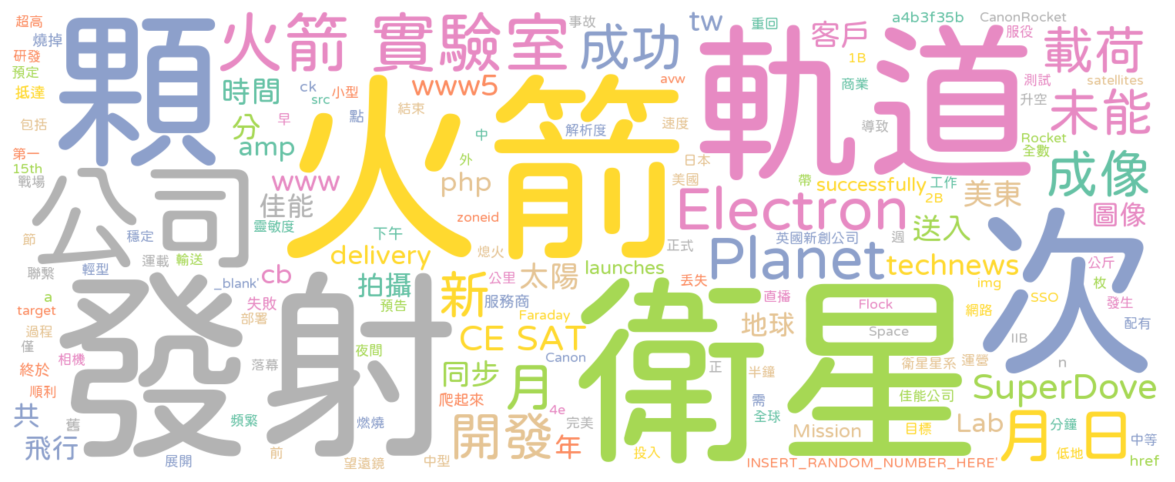 超高
燒掉
研發
預定
抵達
包括
第一
15th
戰場
顆
火箭
實驗室
成功
事故
tw
重回
a4b3f35b
CanonRocket
服役
客戶
1B
商業
載荷
測試
satellites
升空
未能
導致
Rocket
全數
時間
分
amp
ck
src
小型
早
點
www5
結束
avw
解析度
速度
中
外
日本
美國
php
www
火箭
軌道
成像
圖像
公司
佳能
靈敏度
zoneid
下午
delivery
熄火
正式
Electron
帶
successfully
工作
2B
美東
送入
英國新創公司
週
節
穩定
聯繫
輕型
運載
輸送
_blank'
cb
失敗
部署
拍攝
預告
新
公里
太陽
服務商
Faraday
launches
丟失
直播
Planet
technews
img
公斤
枚
網路
SSO
發生
配有
a
target
過程
僅
相機
終於
順利
發射
落幕
夜間
CE SAT
Canon
同步
爬起來
月
衛星
地球
Flock
Space
正
半鐘
衛星星系
運營
IIB
n
次
佳能公司
SuperDove
共
舊
飛行
頻繁
展開
燃燒
前
望遠鏡
中型
開發
年
4e
完美
投入
需
全球
Mission
目標
Lab
月
日
分鐘
低地
中等
href
INSERT_RANDOM_NUMBER_HERE'